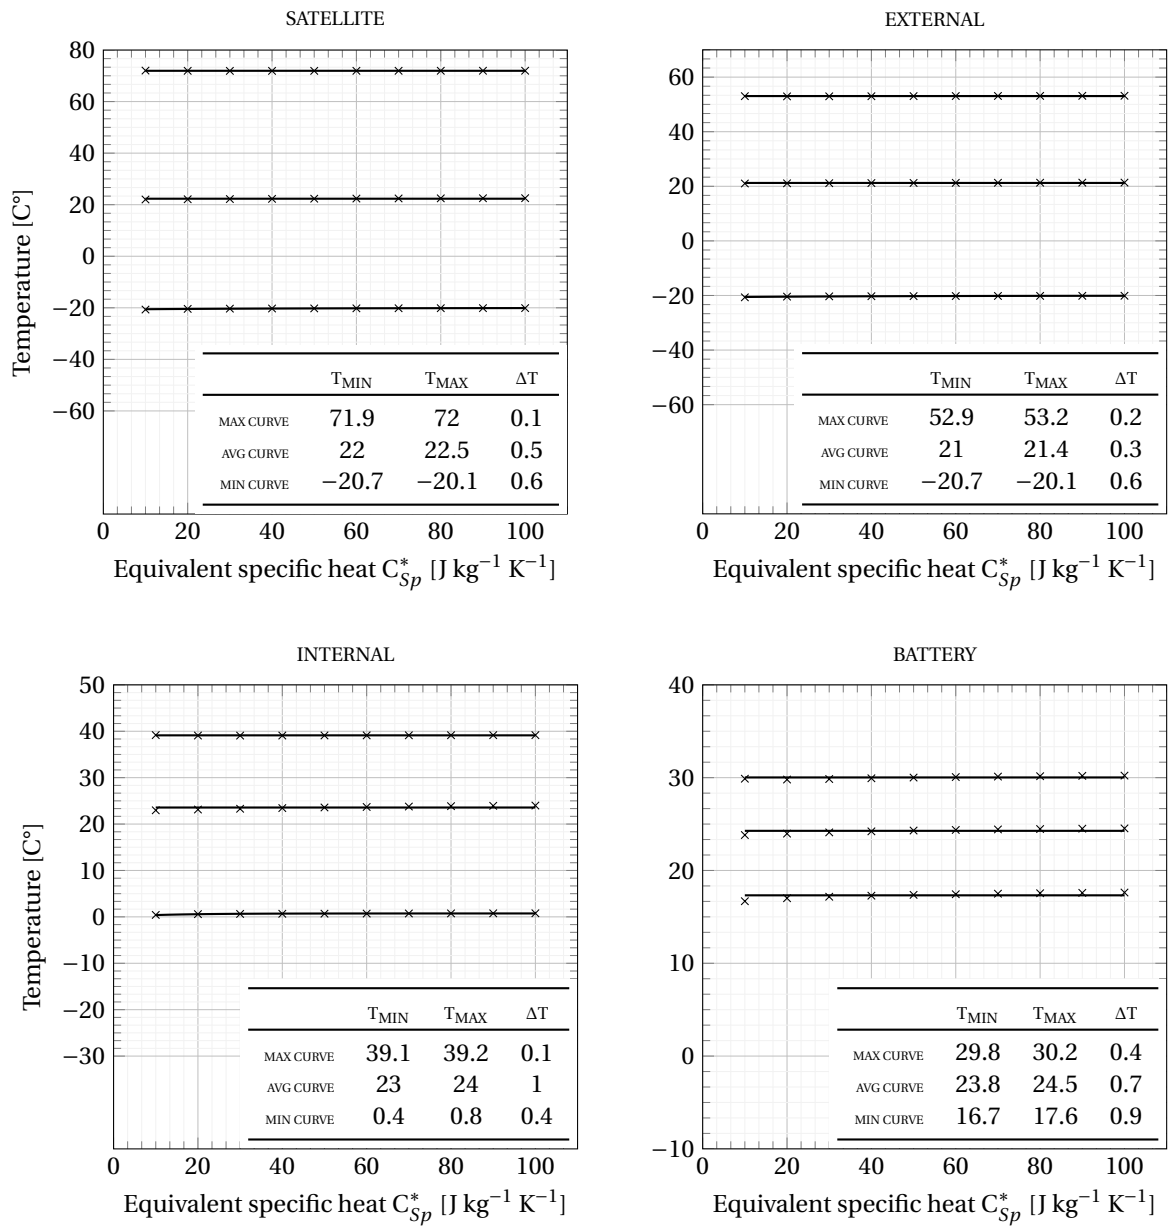 SATELLITE
80
60
40
20
0
−20
−40
−60
Temperature [C°]
T_MIN T_MAX ΔT
MAX CURVE 71.9 72 0.1
AVG CURVE 22 22.5 0.5
MIN CURVE −20.7 −20.1 0.6
0 20 40 60 80 100
Equivalent specific heat C*_Sp [J kg⁻¹ K⁻¹]
EXTERNAL
60
40
20
0
−20
−40
−60
T_MIN T_MAX ΔT
MAX CURVE 52.9 53.2 0.2
AVG CURVE 21 21.4 0.3
MIN CURVE −20.7 −20.1 0.6
0 20 40 60 80 100
Equivalent specific heat C*_Sp [J kg⁻¹ K⁻¹]
INTERNAL
50
40
30
20
10
0
−10
−20
−30
Temperature [C°]
T_MIN T_MAX ΔT
MAX CURVE 39.1 39.2 0.1
AVG CURVE 23 24 1
MIN CURVE 0.4 0.8 0.4
0 20 40 60 80 100
Equivalent specific heat C*_Sp [J kg⁻¹ K⁻¹]
BATTERY
40
30
20
10
0
−10
T_MIN T_MAX ΔT
MAX CURVE 29.8 30.2 0.4
AVG CURVE 23.8 24.5 0.7
MIN CURVE 16.7 17.6 0.9
0 20 40 60 80 100
Equivalent specific heat C*_Sp [J kg⁻¹ K⁻¹]